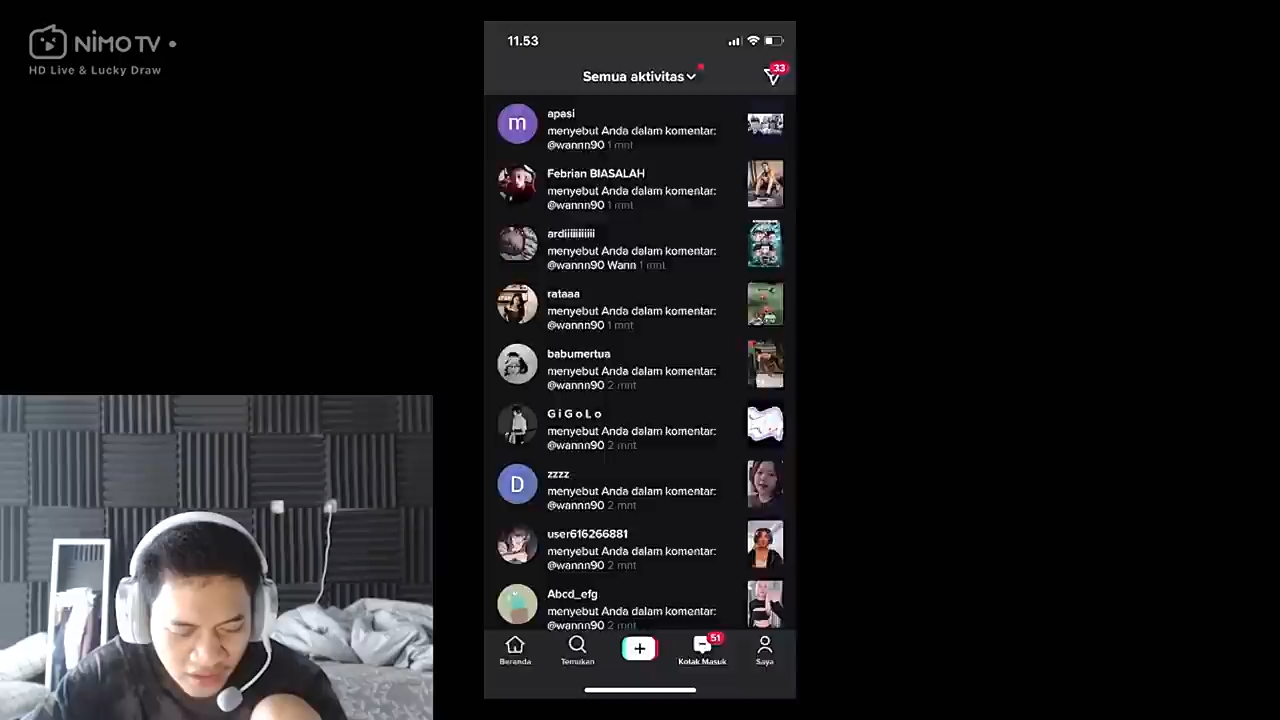 NIMO TV
HD Live & Lucky Draw
11.53
Semua aktivitas
33
m
apasi
menyebut Anda dalam komentar:
@wannn90 1 mnt
Febrian BIASALAH
menyebut Anda dalam komentar:
@wannn90 1 mnt
ardiiiiiiiiiii
menyebut Anda dalam komentar:
@wannn90 Wann 1 mnt
rataaa
menyebut Anda dalam komentar:
@wannn90 1 mnt
babumertua
menyebut Anda dalam komentar:
@wannn90 2 mnt
G i G o L o
menyebut Anda dalam komentar:
@wannn90 2 mnt
D
zzzz
menyebut Anda dalam komentar:
@wannn90 2 mnt
user616266881
menyebut Anda dalam komentar:
@wannn90 2 mnt
Abcd_efg
menyebut Anda dalam komentar:
@wannn90 2 mnt
51
Beranda
Temukan
Kotak Masuk
Saya